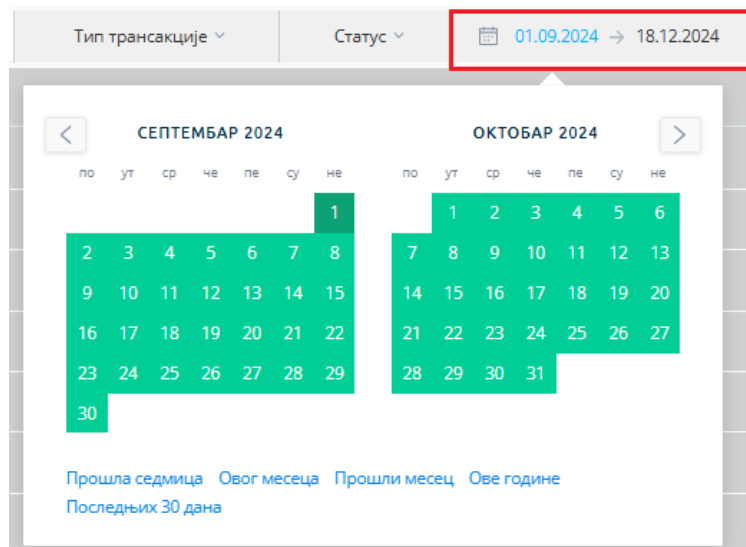 Тип трансакције Статус 01.09.2024 → 18.12.2024
СЕПТЕМБАР 2024 ОКТОБАР 2024
по ут ср че пе су не по ут ср че пе су не
1 1 2 3 4 5 6
2 3 4 5 6 7 8 7 8 9 10 11 12 13
9 10 11 12 13 14 15 14 15 16 17 18 19 20
16 17 18 19 20 21 22 21 22 23 24 25 26 27
23 24 25 26 27 28 29 28 29 30 31
30
Прошла седмица Овог месеца Прошли месец Ове године
Последњих 30 дана